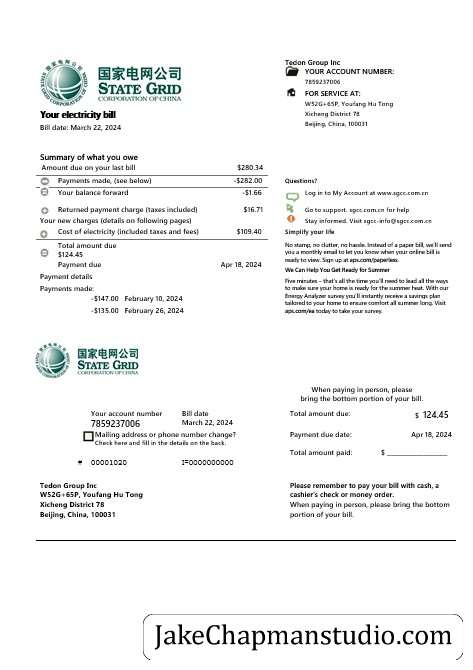 国家电网公司
STATE GRID
CORPORATION OF CHINA
Your electricity bill
Bill date: March 22, 2024
Tedon Group Inc
YOUR ACCOUNT NUMBER:
7859237006
FOR SERVICE AT:
W52G+65P, Youfang Hu Tong
Xicheng District 78
Beijing, China, 100031
Summary of what you owe
Amount due on your last bill $280.34
Payments made, (see below) -$282.00
Your balance forward -$1.66
Returned payment charge (taxes included) $16.71
Your new charges (details on following pages)
Cost of electricity (included taxes and fees) $109.40
Total amount due
$124.45
Payment due Apr 18, 2024
Payment details
Payments made:
-$147.00 February 10, 2024
-$135.00 February 26, 2024
Questions?
Log in to My Account at www.sgcc.com.cn
Go to support. sgcc.com.cn for help
Stay informed. Visit sgcc-info@sgcc.com.cn
Simplify your life
No stamp, no clutter, no hassle. Instead of a paper bill, we'll send
you a monthly email to let you know when your online bill is
ready to view. Sign up at aps.com/paperless.
We Can Help You Get Ready for Summer
Five minutes – that's all the time you'll need to lead all the ways
to make sure your home is ready for the summer heat. With our
Energy Analyzer survey you'll instantly receive a savings plan
tailored to your home to ensure comfort all summer long. Visit
aps.com/ea today to take your survey.
国家电网公司
STATE GRID
CORPORATION OF CHINA
When paying in person, please
bring the bottom portion of your bill.
Your account number Bill date
7859237006 March 22, 2024
Mailing address or phone number change?
Check here and fill in the details on the back.
00001020 I=0000000000
Total amount due: $ 124.45
Payment due date: Apr 18, 2024
Total amount paid: $
Tedon Group Inc
W52G+65P, Youfang Hu Tong
Xicheng District 78
Beijing, China, 100031
Please remember to pay your bill with cash, a
cashier's check or money order.
When paying in person, please bring the bottom
portion of your bill.
JakeChapmanstudio.com